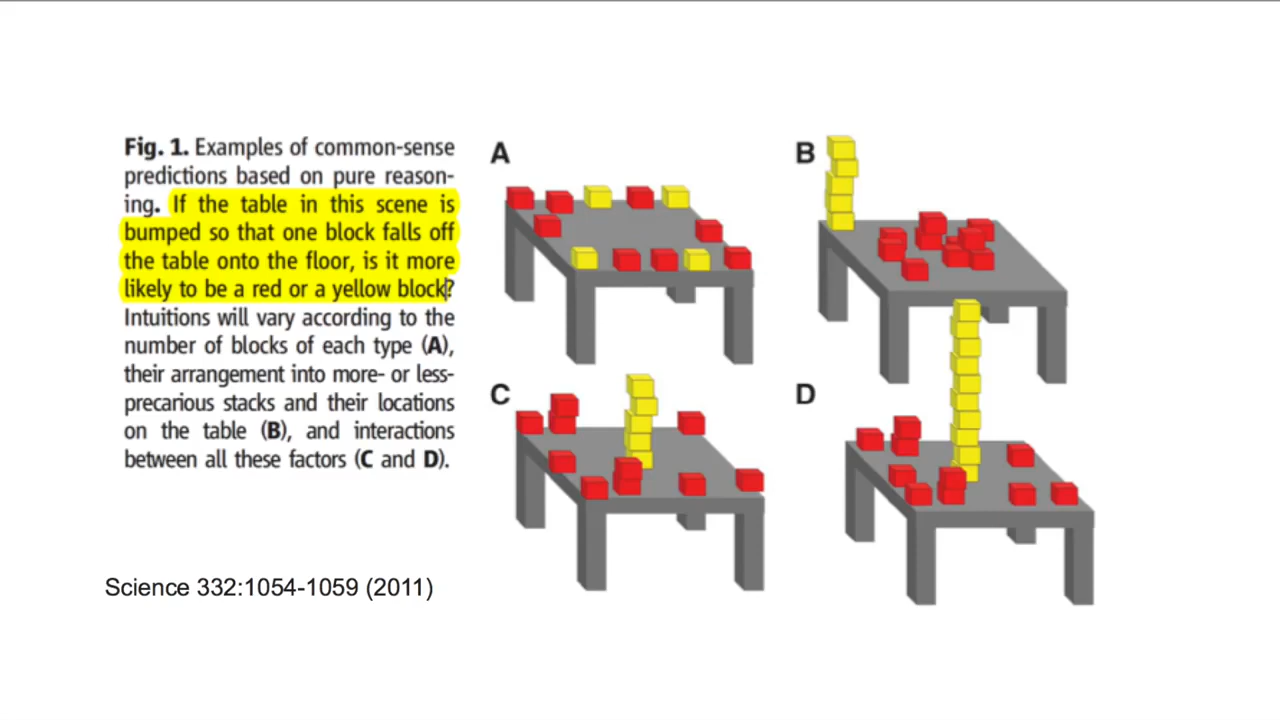 Fig. 1. Examples of common-sense
predictions based on pure reason-
ing. If the table in this scene is
bumped so that one block falls off
the table onto the floor, is it more
likely to be a red or a yellow block?
Intuitions will vary according to the
number of blocks of each type (A),
their arrangement into more- or less-
precarious stacks and their locations
on the table (B), and interactions
between all these factors (C and D).
Science 332:1054-1059 (2011)
A
B
C
D